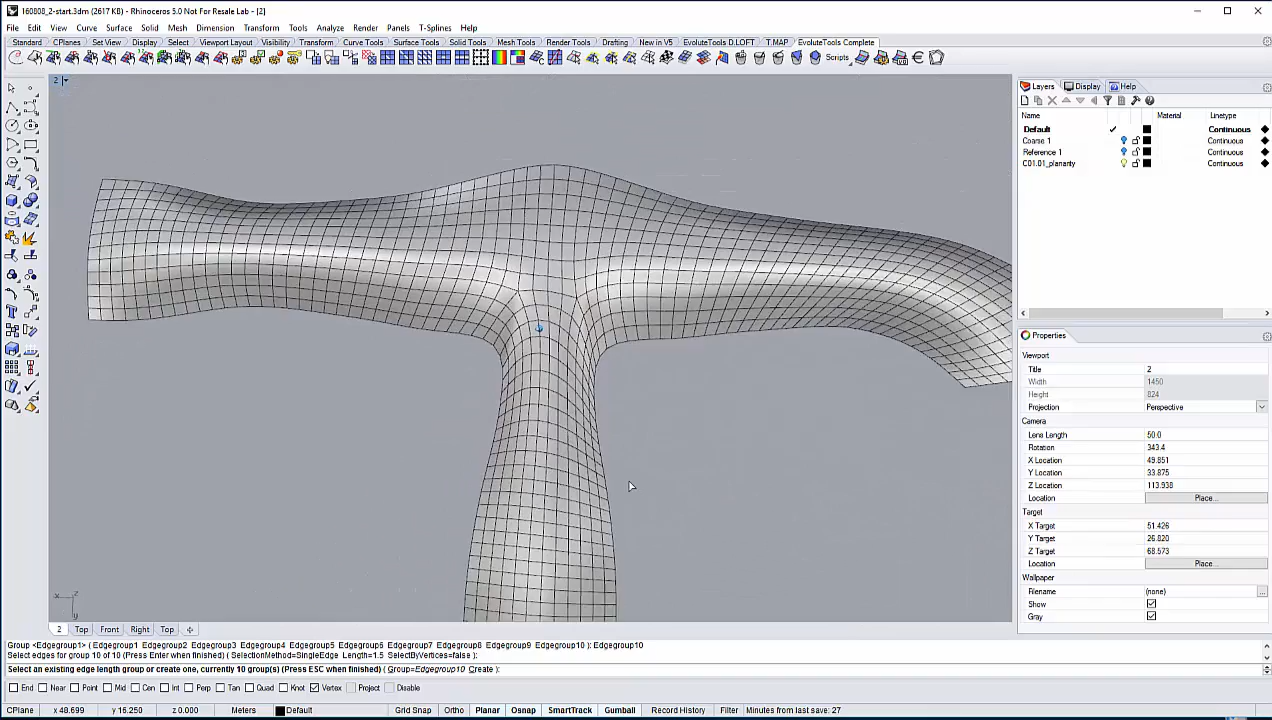 160808_2-start.3dm (2617 KB) - Rhinoceros 5.0 Not For Resale Lab - [2]
File Edit View Curve Surface Solid Mesh Dimension Transform Tools Analyze Render Panels T-Splines Help
Standard CPlanes Set View Display Select Viewport Layout Visibility Transform Curve Tools Surface Tools Solid Tools Mesh Tools Render Tools Drafting New in V5 EvoluteTools D.LOFT T.MAP EvoluteTools Complete
Scripts
2
Layers Display Help
Name Material Linetype
Default Continuous
Coarse 1 Continuous
Reference 1 Continuous
C01.01_planarity Continuous
Properties
Viewport
Title 2
Width 1450
Height 824
Projection Perspective
Camera
Lens Length 50.0
Rotation 343.4
X Location 49.851
Y Location 33.875
Z Location 113.938
Location Place...
Target
X Target 51.426
Y Target 26.820
Z Target 68.573
Location Place...
Wallpaper
Filename (none) ...
Show
Gray
x z
y
2 Top Front Right Top
Group <Edgegroup1> ( Edgegroup1 Edgegroup2 Edgegroup3 Edgegroup4 Edgegroup5 Edgegroup6 Edgegroup7 Edgegroup8 Edgegroup9 Edgegroup10 ): Edgegroup10
Select edges for group 10 of 10 (Press Enter when finished) ( SelectionMethod=SingleEdge Length=1.5 SelectByVertices=false ):
Select an existing edge length group or create one, currently 10 group(s) (Press ESC when finished) ( Group=Edgegroup10 Create ):
End Near Point Mid Cen Int Perp Tan Quad Knot Vertex Project Disable
CPlane x 48.699 y 16.250 z 0.000 Meters Default Grid Snap Ortho Planar Osnap SmartTrack Gumball Record History Filter Minutes from last save: 27